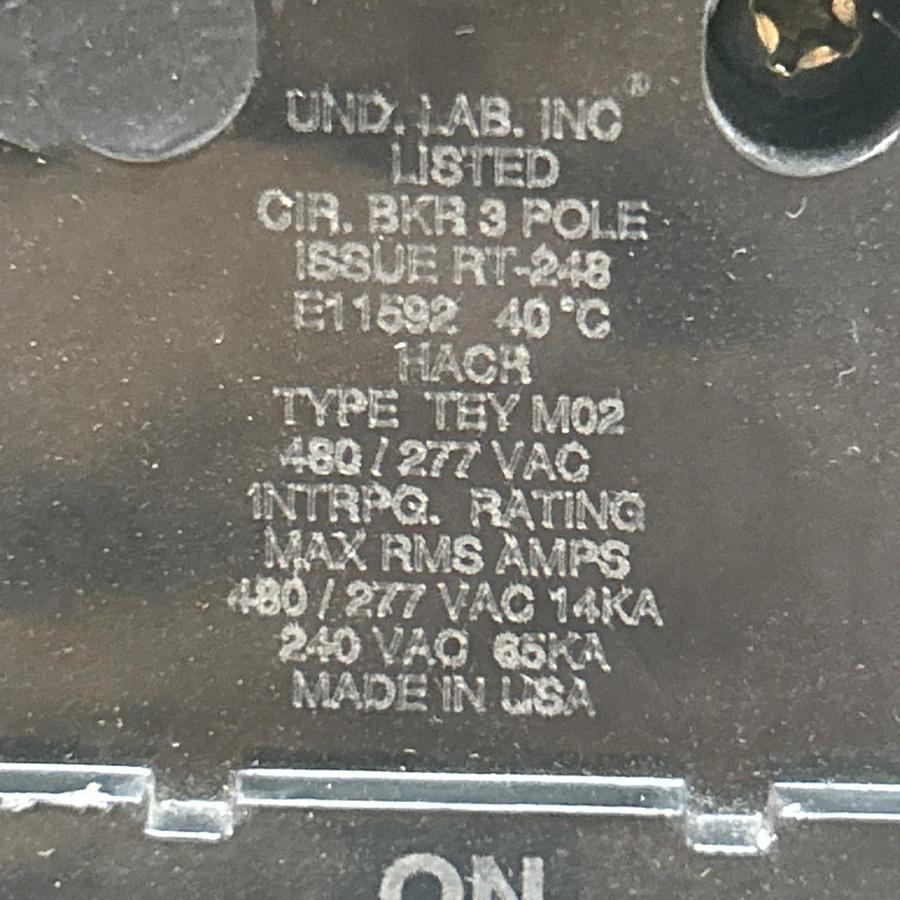 UND. LAB. INC®
LISTED
CIR. BKR 3 POLE
ISSUE RT-248
E11592 40°C
HACR
TYPE TEY M02
480 / 277 VAC
INTRPG. RATING
MAX RMS AMPS
480 / 277 VAC 14KA
240 VAC 65KA
MADE IN USA
ON